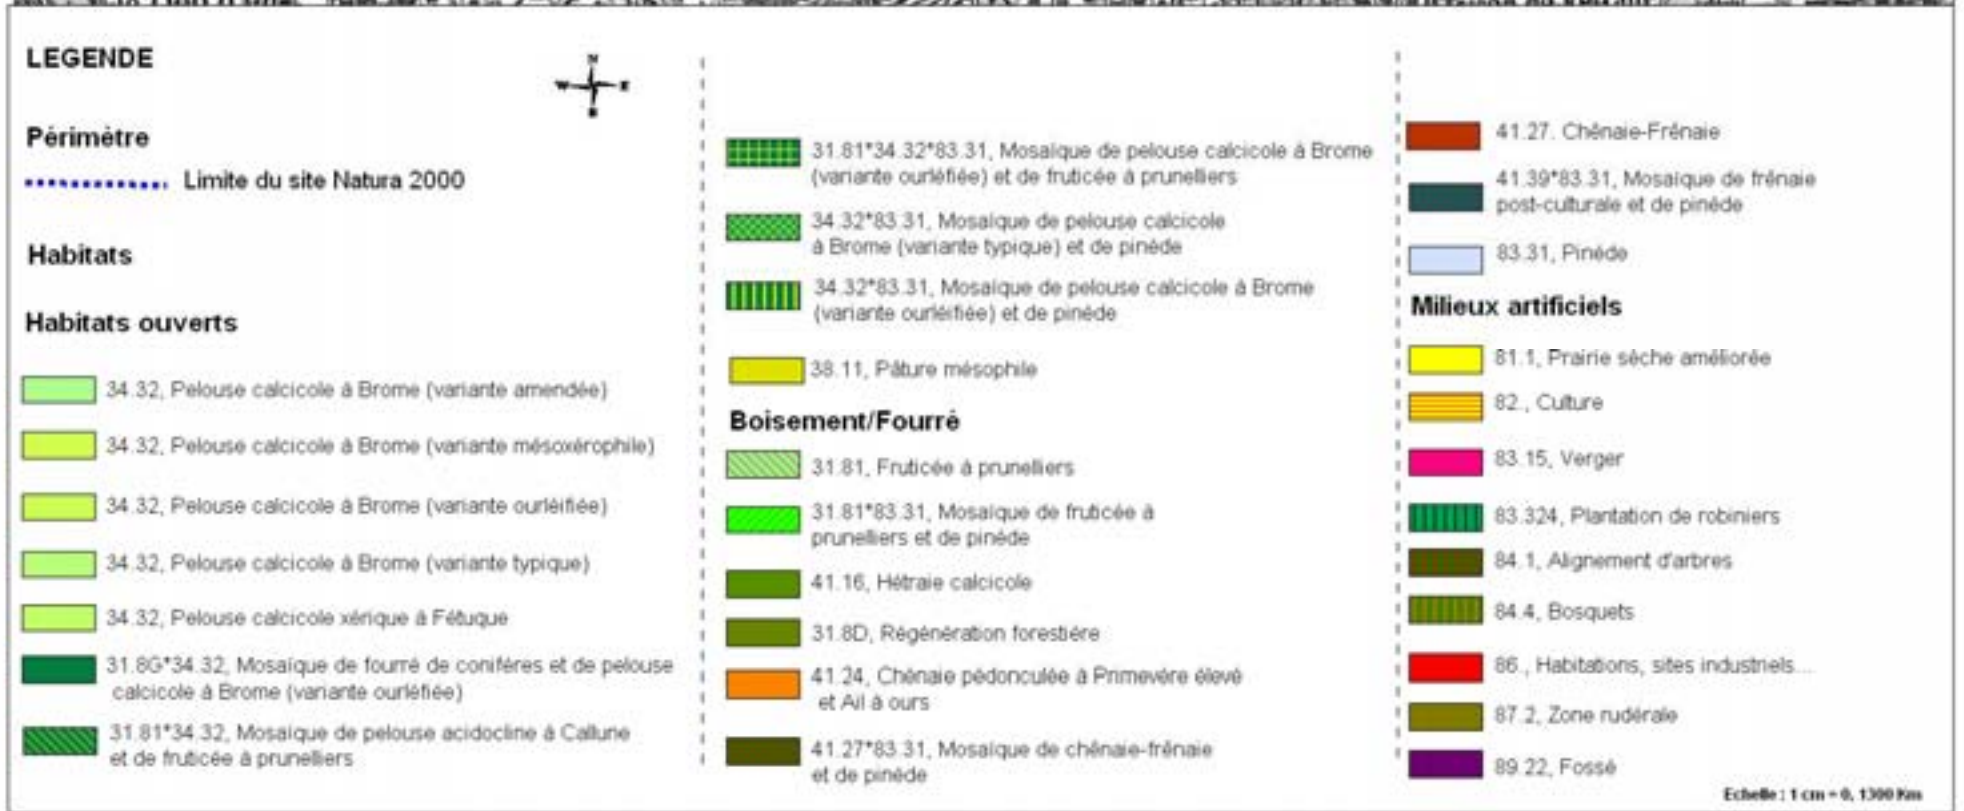 LEGENDE
N
W E
S
Périmètre
Limite du site Natura 2000
Habitats
Habitats ouverts
34.32, Pelouse calcicole à Brome (variante amendée)
34.32, Pelouse calcicole à Brome (variante mésoxérophile)
34.32, Pelouse calcicole à Brome (variante ourléifiée)
34.32, Pelouse calcicole à Brome (variante typique)
34.32, Pelouse calcicole xérique à Fétuque
31.8G*34.32, Mosaïque de fourré de conifères et de pelouse
calcicole à Brome (variante ourléfiée)
31.81*34.32, Mosaïque de pelouse acidocline à Callune
et de fruticée à prunelliers
31.81*34.32*83.31, Mosaïque de pelouse calcicole à Brome
(variante ourléfiée) et de fruticée à prunelliers
34.32*83.31, Mosaïque de pelouse calcicole
à Brome (variante typique) et de pinède
34.32*83.31, Mosaïque de pelouse calcicole à Brome
(variante ourléifiée) et de pinède
38.11, Pâture mésophile
Boisement/Fourré
31.81, Fruticée à prunelliers
31.81*83.31, Mosaïque de fruticée à
prunelliers et de pinède
41.16, Hêtraie calcicole
31.8D, Régénération forestière
41.24, Chênaie pédonculée à Primevère élevé
et Ail à ours
41.27*83.31, Mosaïque de chênaie-frênaie
et de pinède
41.27. Chênaie-Frênaie
41.39*83.31, Mosaïque de frênaie
post-culturale et de pinède
83.31, Pinède
Milieux artificiels
81.1, Prairie sèche améliorée
82., Culture
83.15, Verger
83.324, Plantation de robiniers
84.1, Alignement d'arbres
84.4, Bosquets
86., Habitations, sites industriels...
87.2, Zone rudérale
89.22, Fossé
Echelle : 1 cm = 0, 1300 Km